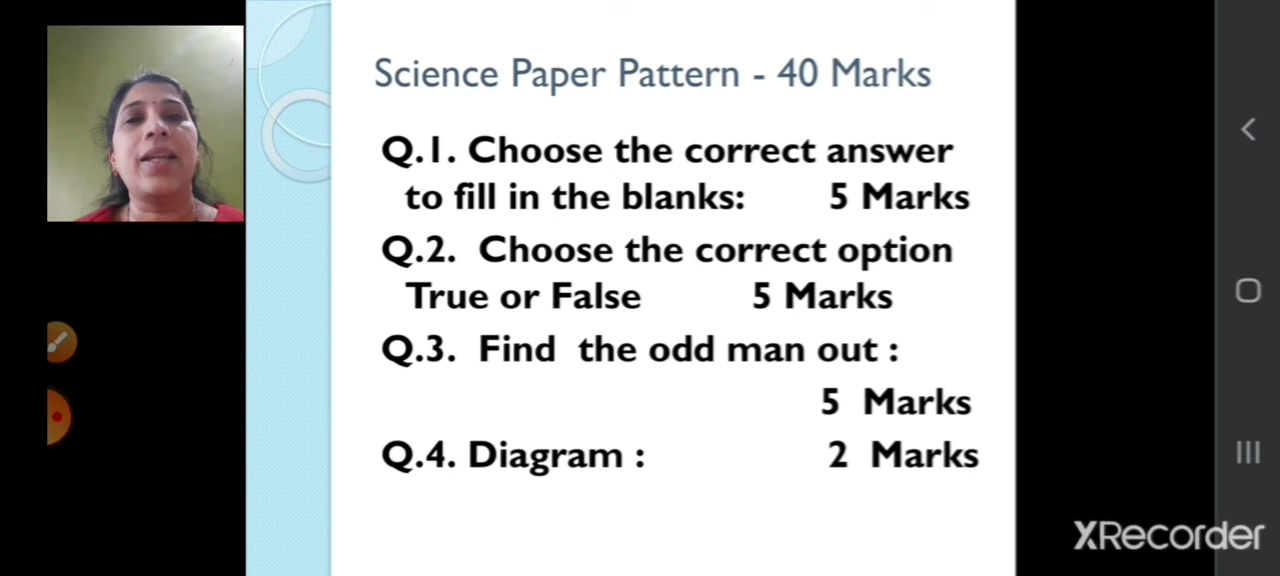 Science Paper Pattern - 40 Marks
Q.1. Choose the correct answer
to fill in the blanks: 5 Marks
Q.2. Choose the correct option
True or False 5 Marks
Q.3. Find the odd man out :
5 Marks
Q.4. Diagram : 2 Marks
XRecorder